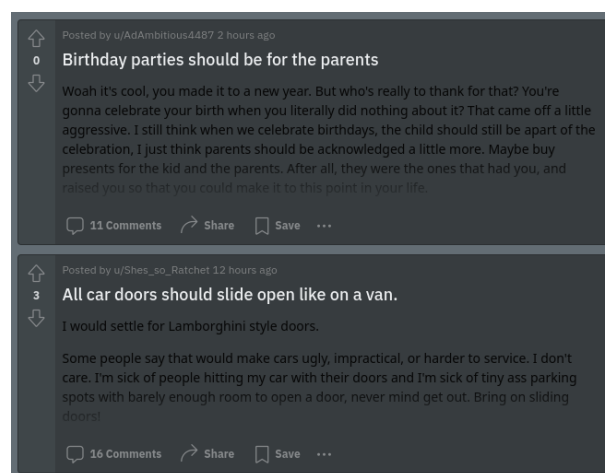 Posted by u/AdAmbitious4487 2 hours ago
0
Birthday parties should be for the parents
Woah it's cool, you made it to a new year. But who's really to thank for that? You're
gonna celebrate your birth when you literally did nothing about it? That came off a little
aggressive. I still think when we celebrate birthdays, the child should still be apart of the
celebration, I just think parents should be acknowledged a little more. Maybe buy
presents for the kid and the parents. After all, they were the ones that had you, and
raised you so that you could make it to this point in your life.
11 Comments Share Save ...
Posted by u/Shes_so_Ratchet 12 hours ago
3
All car doors should slide open like on a van.
I would settle for Lamborghini style doors.
Some people say that would make cars ugly, impractical, or harder to service. I don't
care. I'm sick of people hitting my car with their doors and I'm sick of tiny ass parking
spots with barely enough room to open a door, never mind get out. Bring on sliding
doors!
16 Comments Share Save ...